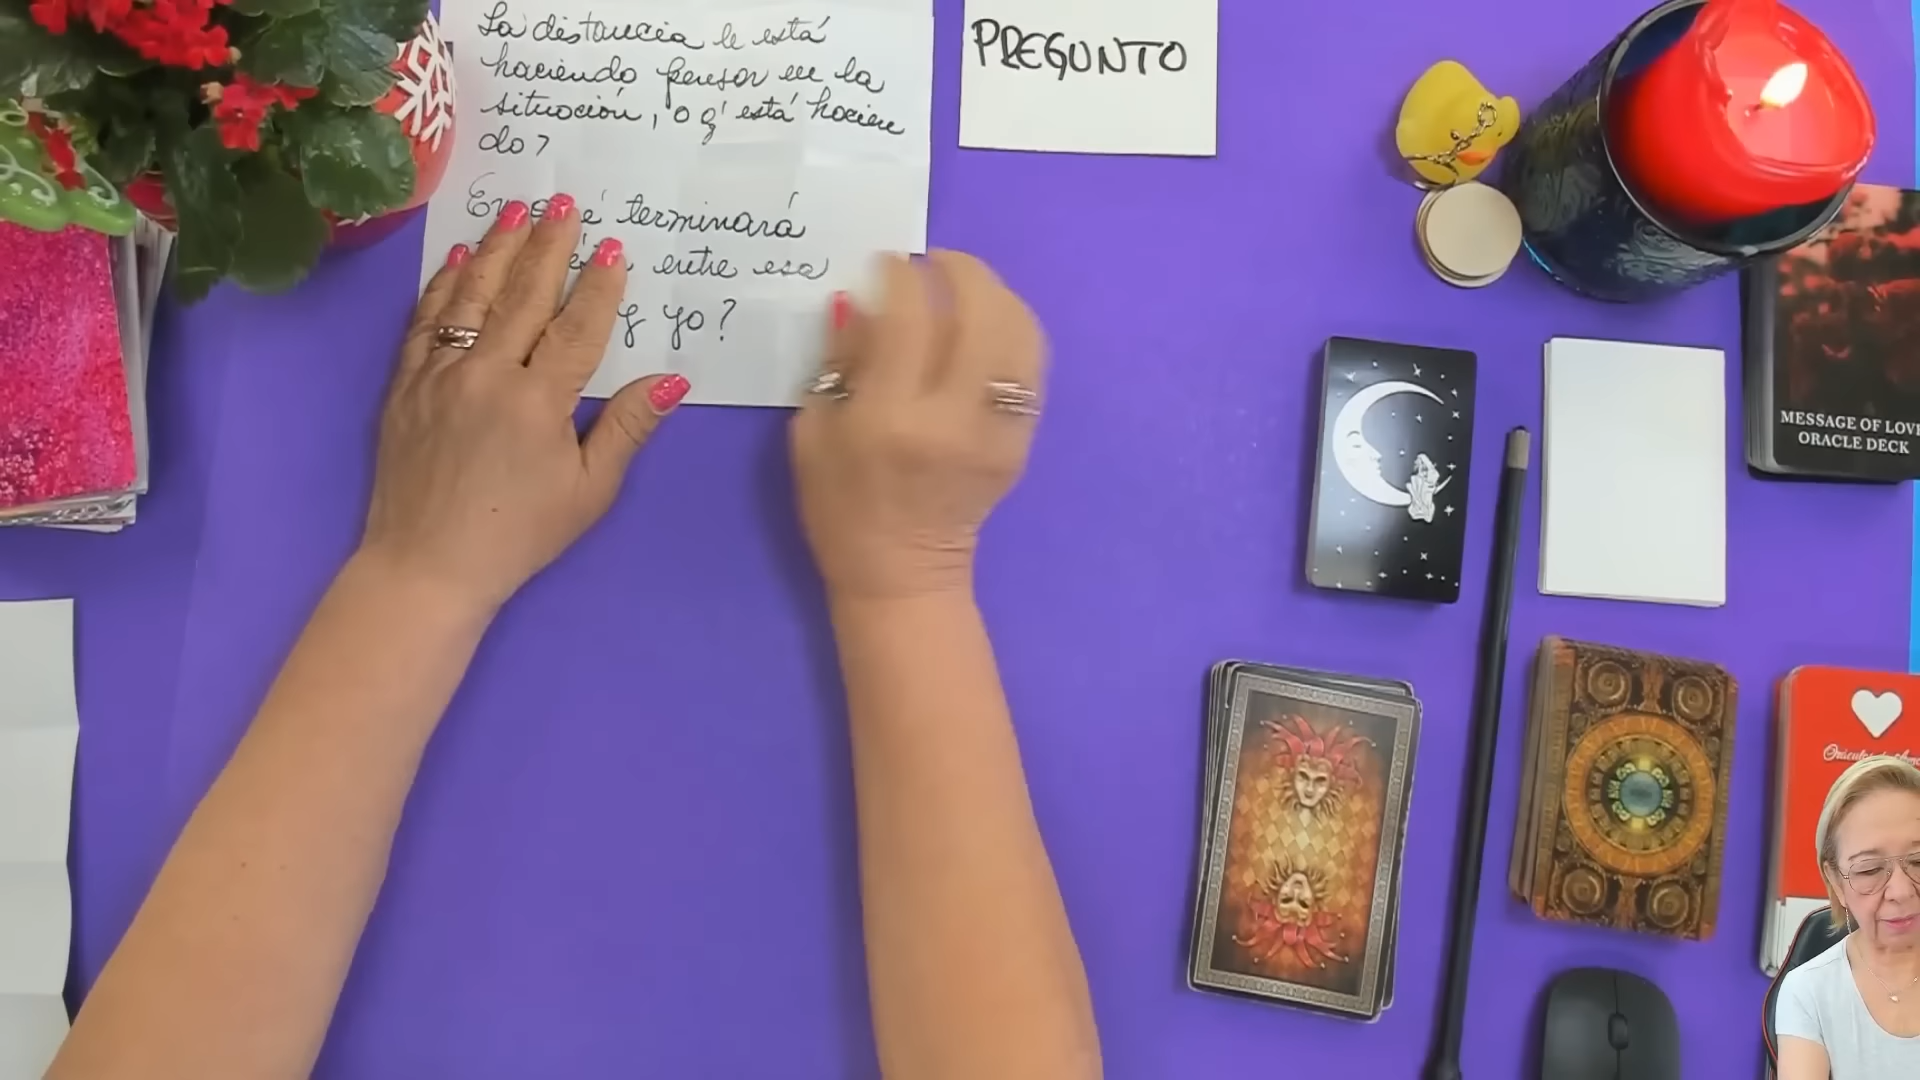 La distancia le está
haciendo pensar en la
situación, o q' está hacien
do?
terminará
entre esa
y yo?
PREGUNTO
MESSAGE OF LOVE
ORACLE DECK